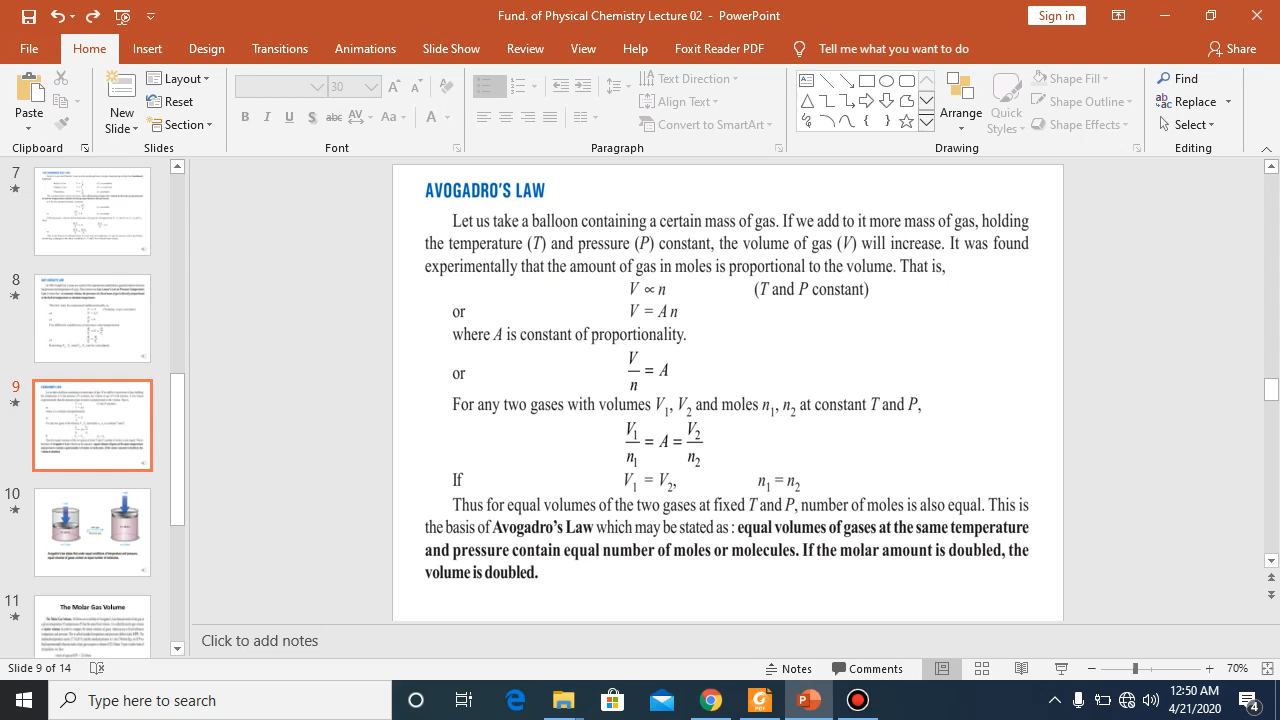 Fund. of Physical Chemistry Lecture 02 - PowerPoint
Sign in
File Home Insert Design Transitions Animations Slide Show Review View Help Foxit Reader PDF Tell me what you want to do Share
Paste
New Slide
Layout
Reset
Section
30
B I U S abc AV Aa A
Text Direction
Align Text
Convert to SmartArt
Arrange
Quick Styles
Shape Fill
Shape Outline
Shape Effects
Find
Replace
Select
Clipboard Slides Font Paragraph Drawing Editing
8
9
10
11
The Molar Gas Volume
AVOGADRO'S LAW
Let us take a balloon containing a certain mass of gas. If we add to it more mass of gas, holding
the temperature (T) and pressure (P) constant, the volume of gas (V) will increase. It was found
experimentally that the amount of gas in moles is proportional to the volume. That is,
V ∝ n (T and P constant)
or V = A n
where A is constant of proportionality.
or V/n = A
For any two gases with volumes V₁, V₂ and moles n₁, n₂ at constant T and P,
V₁/n₁ = A = V₂/n₂
If V₁ = V₂, n₁ = n₂
Thus for equal volumes of the two gases at fixed T and P, number of moles is also equal. This is
the basis of Avogadro's Law which may be stated as : equal volumes of gases at the same temperature
and pressure contain equal number of moles or molecules. If the molar amount is doubled, the
volume is doubled.
Click to add notes
Slide 9 of 14
Notes
Comments
70%
Type here to search
12:50 AM
4/21/2020
4